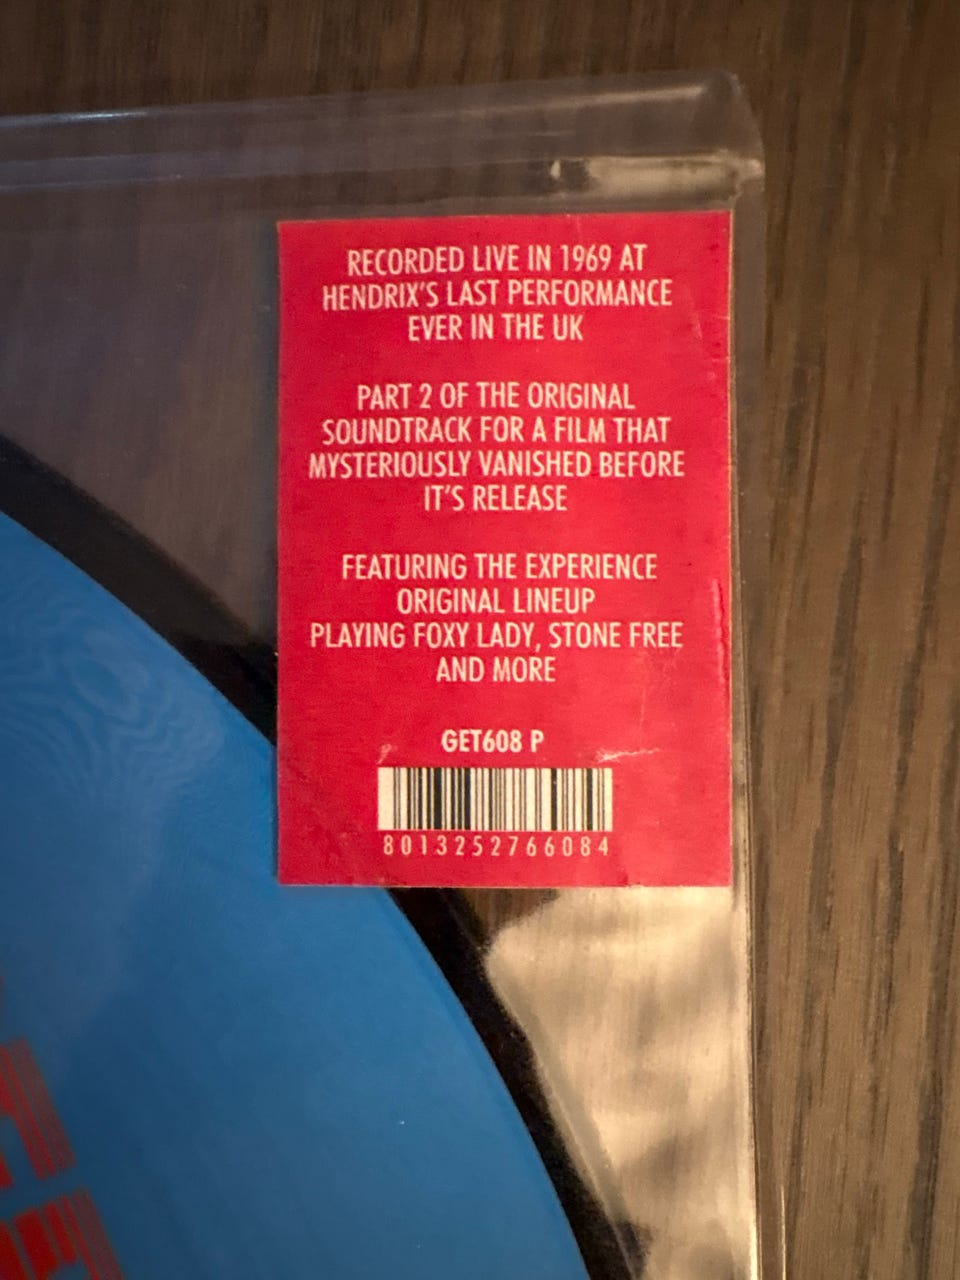 RECORDED LIVE IN 1969 AT
HENDRIX'S LAST PERFORMANCE
EVER IN THE UK
PART 2 OF THE ORIGINAL
SOUNDTRACK FOR A FILM THAT
MYSTERIOUSLY VANISHED BEFORE
IT'S RELEASE
FEATURING THE EXPERIENCE
ORIGINAL LINEUP
PLAYING FOXY LADY, STONE FREE
AND MORE
GET608 P
8013252766084